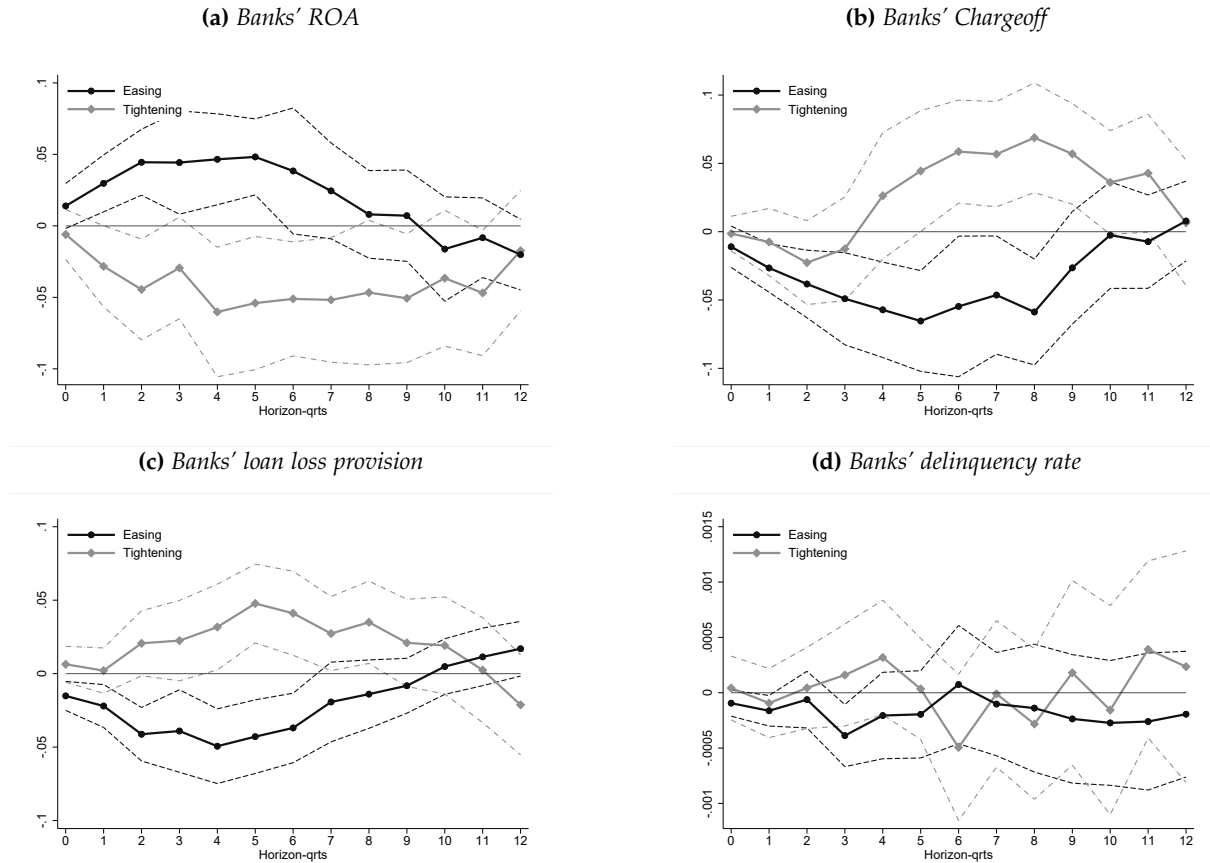 (a) Banks' ROA
.1
.05
0
-.05
-.1
Easing
Tightening
0 1 2 3 4 5 6 7 8 9 10 11 12
Horizon-qrts
(b) Banks' Chargeoff
.1
.05
0
-.05
-.1
Easing
Tightening
0 1 2 3 4 5 6 7 8 9 10 11 12
Horizon-qrts
(c) Banks' loan loss provision
.1
.05
0
-.05
-.1
Easing
Tightening
0 1 2 3 4 5 6 7 8 9 10 11 12
Horizon-qrts
(d) Banks' delinquency rate
.0015
.001
.0005
0
-.0005
-.001
Easing
Tightening
0 1 2 3 4 5 6 7 8 9 10 11 12
Horizon-qrts